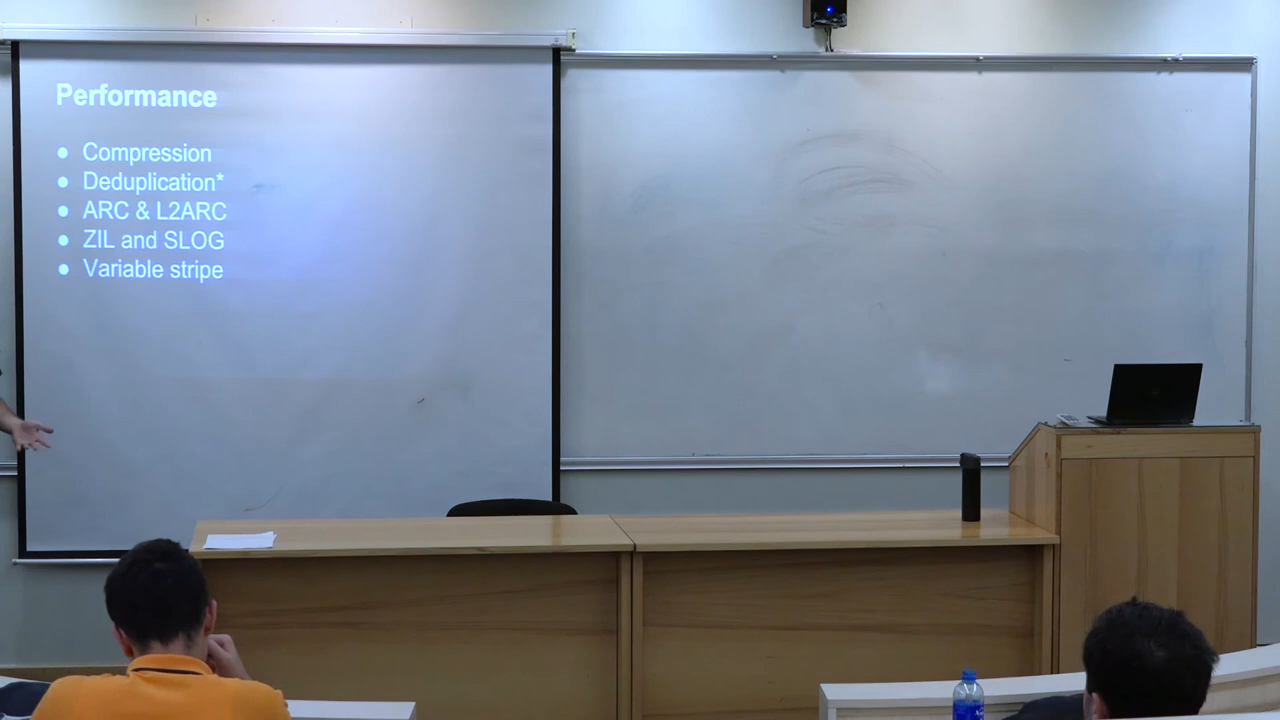 Performance
● Compression
● Deduplication*
● ARC & L2ARC
● ZIL and SLOG
● Variable stripe